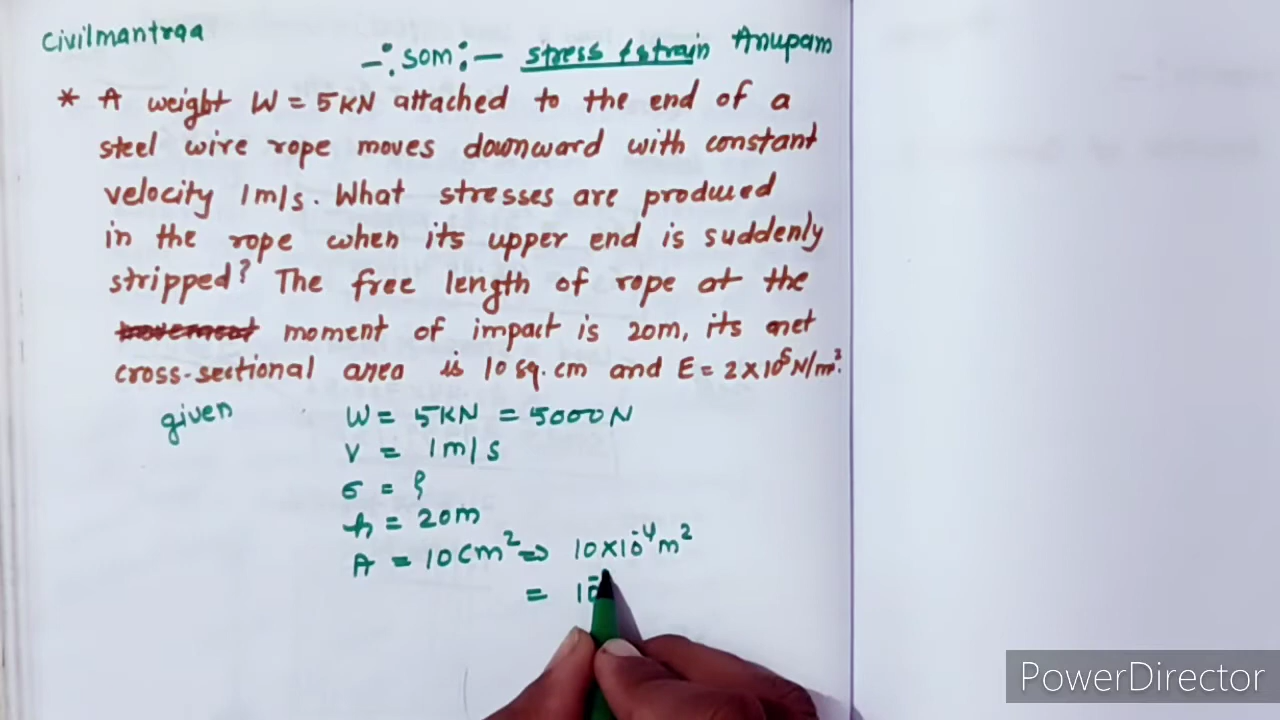 Civilmantraa
-: SOM :- stress & strain Anupam
* A weight W = 5KN attached to the end of a
steel wire rope moves downward with constant
velocity 1m/s. What stresses are produced
in the rope when its upper end is suddenly
stripped? The free length of rope at the
moment of impact is 20m, its net
cross-sectional area is 10 sq. cm and E = 2×10⁵N/m².
given W = 5KN = 5000N
V = 1m/s
σ = ?
h = 20m
A = 10cm² ⇒ 10×10⁻⁴m²
= 10⁻
PowerDirector